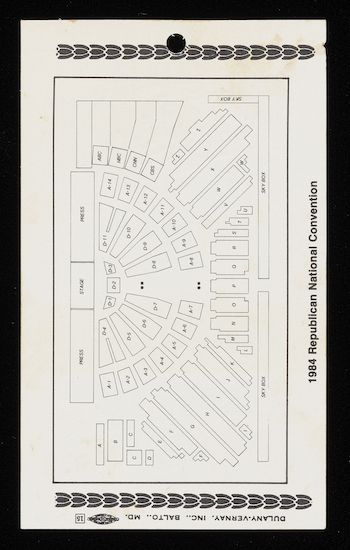 1984 Republican National Convention
SKY BOX
SKY BOX
SKY BOX
PRESS
STAGE
PRESS
ABC
NBC
CNN
CBS
A-14
A-13
A-12
A-11
A-10
A-9
A-8
D-11
D-10
D-9
D-8
D-3
D-2
D-1
D-7
D-6
D-5
D-4
A-7
A-6
A-5
A-4
A-3
A-2
A-1
Z
Y
X
W
V
U
T
S
R
Q
P
O
N
M
L
K
J
I
H
G
F
E
A
B
C
C
D
DULANY-VERNAY, INC., BALTO., MD.
15